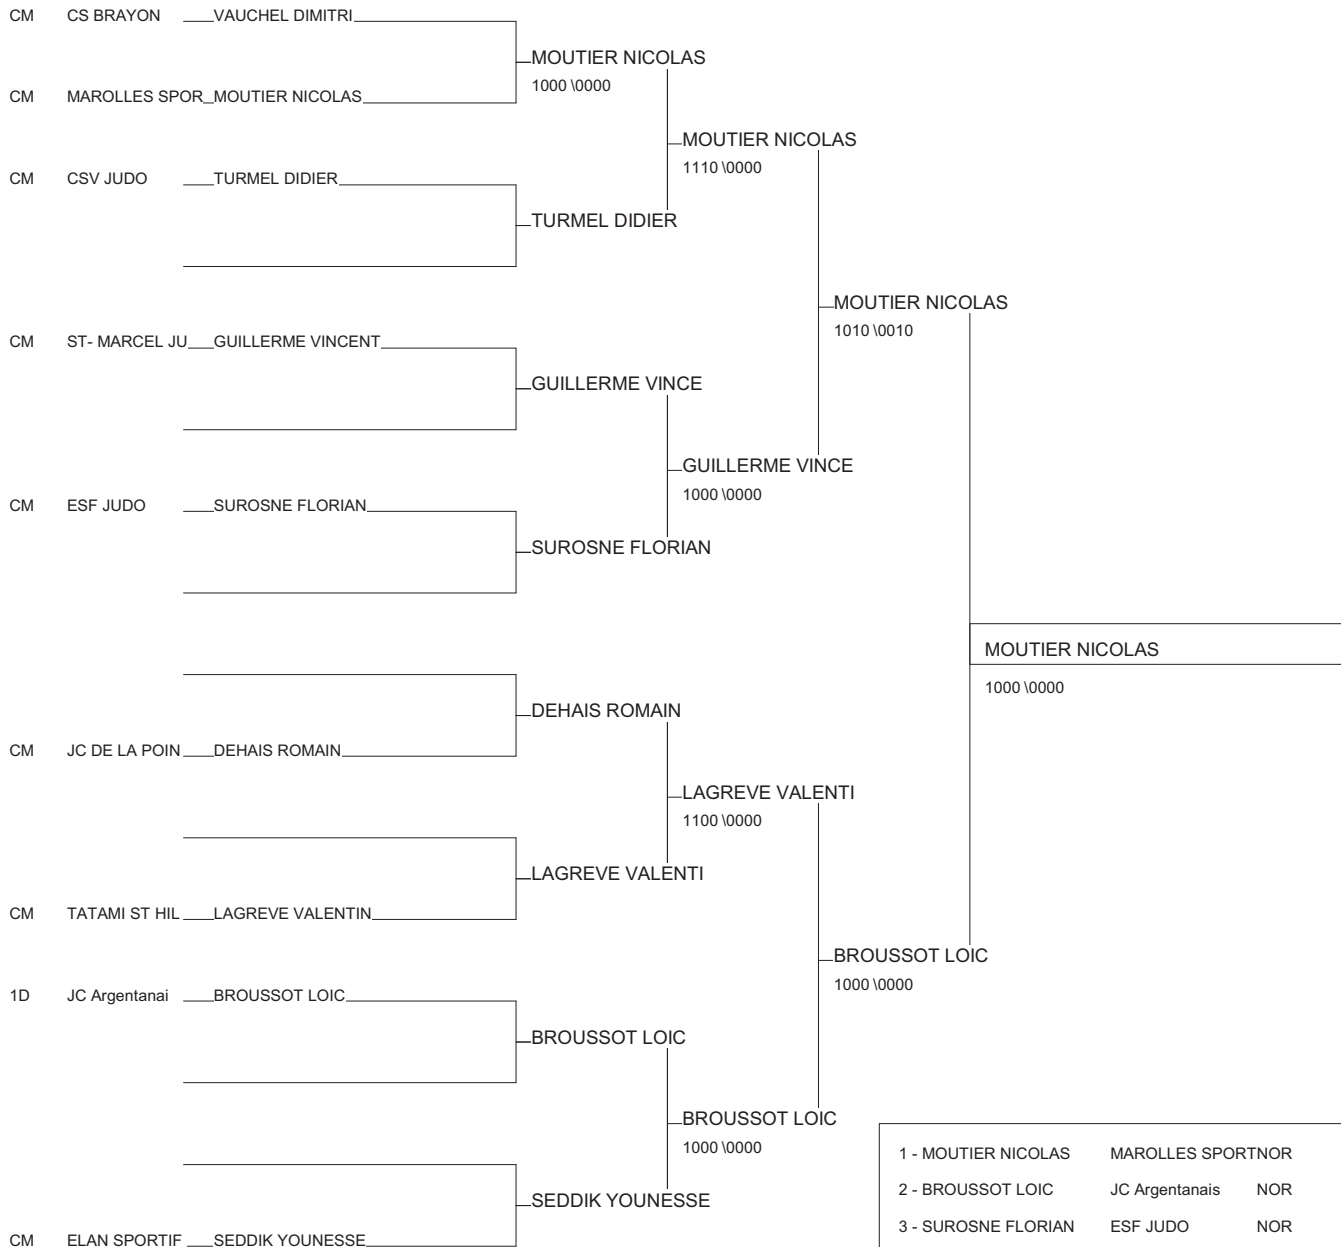 CM CS BRAYON VAUCHEL DIMITRI
MOUTIER NICOLAS
1000 \0000
CM MAROLLES SPOR MOUTIER NICOLAS
MOUTIER NICOLAS
1110 \0000
CM CSV JUDO TURMEL DIDIER
TURMEL DIDIER
MOUTIER NICOLAS
1010 \0010
CM ST- MARCEL JU GUILLERME VINCENT
GUILLERME VINCE
GUILLERME VINCE
1000 \0000
CM ESF JUDO SUROSNE FLORIAN
SUROSNE FLORIAN
MOUTIER NICOLAS
1000 \0000
DEHAIS ROMAIN
CM JC DE LA POIN DEHAIS ROMAIN
LAGREVE VALENTI
1100 \0000
LAGREVE VALENTI
CM TATAMI ST HIL LAGREVE VALENTIN
BROUSSOT LOIC
1000 \0000
1D JC Argentanai BROUSSOT LOIC
BROUSSOT LOIC
BROUSSOT LOIC
1000 \0000
SEDDIK YOUNESSE
CM ELAN SPORTIF SEDDIK YOUNESSE
1 - MOUTIER NICOLAS MAROLLES SPORTNOR
2 - BROUSSOT LOIC JC Argentanais NOR
3 - SUROSNE FLORIAN ESF JUDO NOR